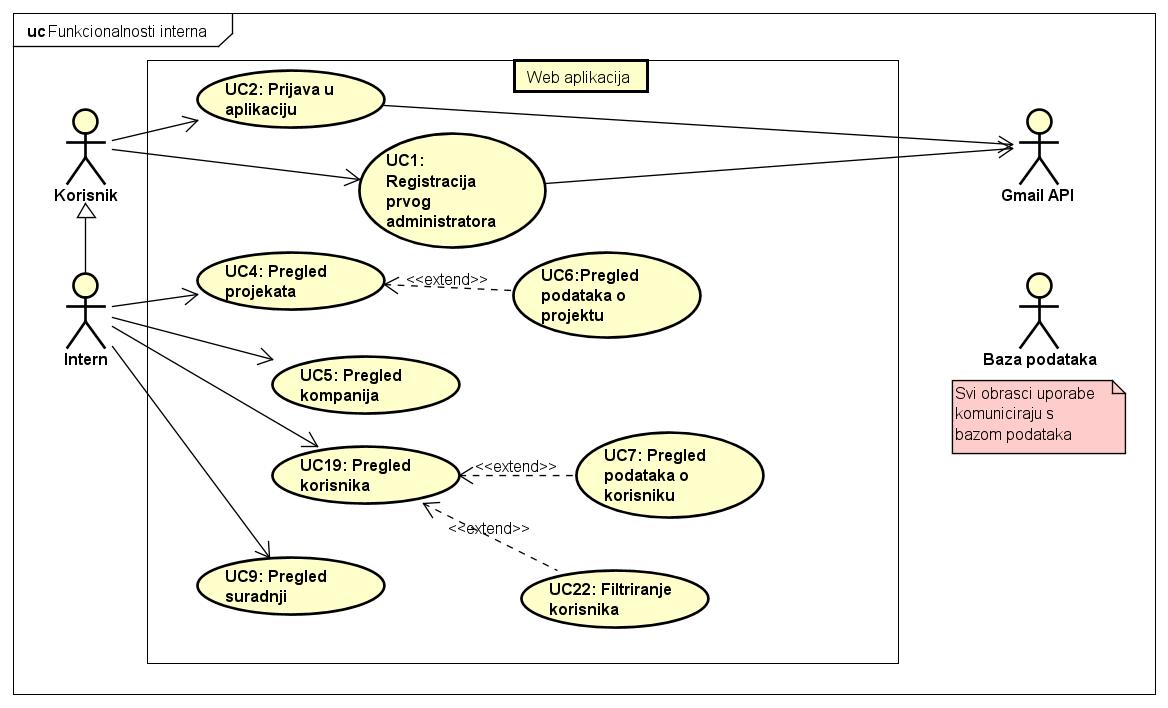 uc Funkcionalnosti interna
Web aplikacija
UC2: Prijava u
aplikaciju
UC1:
Registracija
prvog
administratora
Korisnik
Gmail API
UC4: Pregled
projekata
<<extend>>
UC6:Pregled
podataka o
projektu
Intern
Baza podataka
Svi obrasci uporabe
komuniciraju s
bazom podataka
UC5: Pregled
kompanija
UC19: Pregled
korisnika
<<extend>>
UC7: Pregled
podataka o
korisniku
<<extend>>
UC9: Pregled
suradnji
UC22: Filtriranje
korisnika